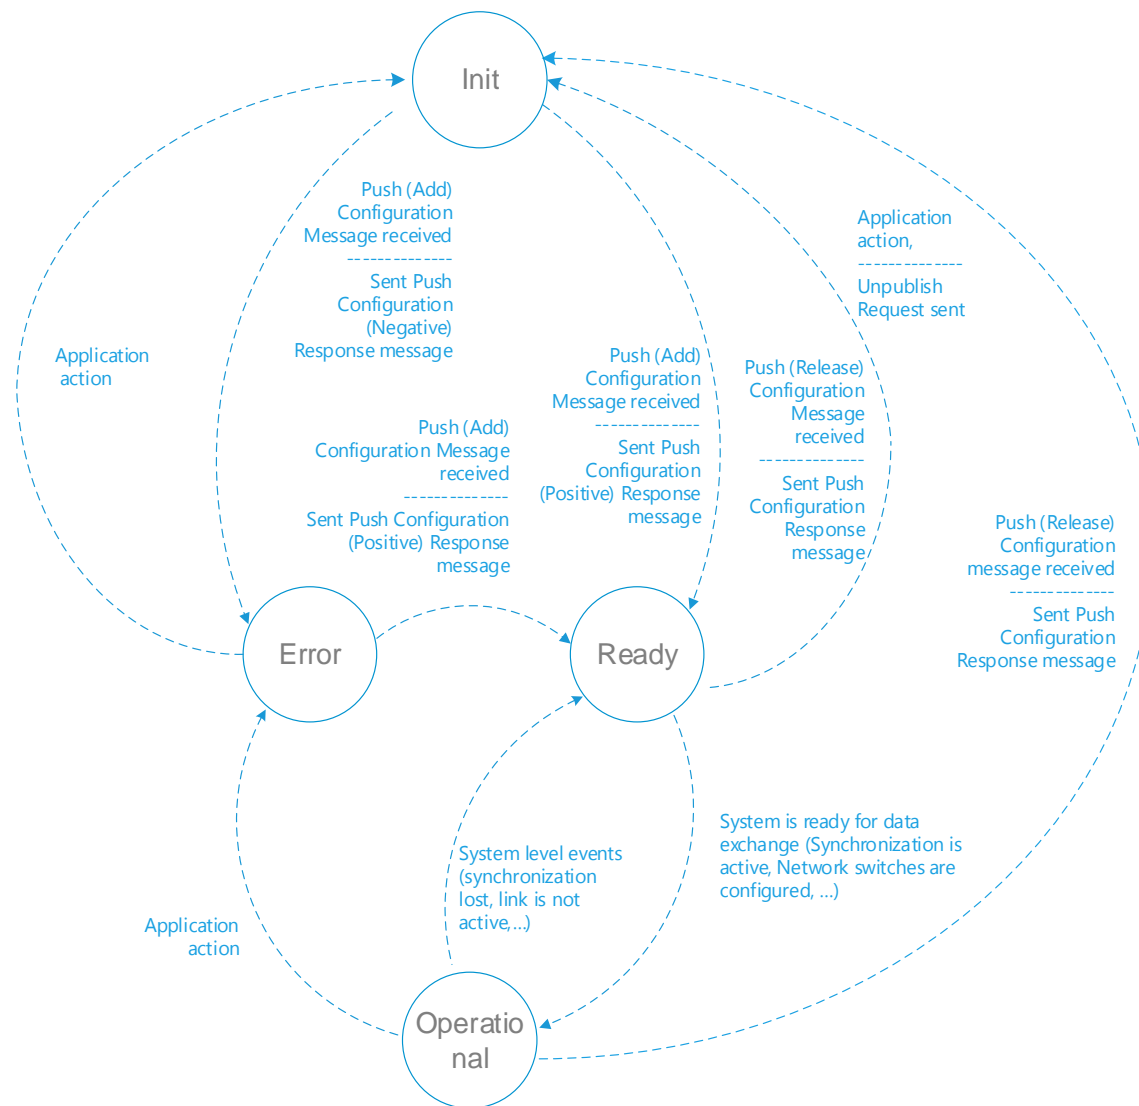 Init
Push (Add)
Configuration
Message received
--------------
Sent Push
Configuration
(Negative)
Response message
Application
action,
--------------
Unpublish
Request sent
Application
action
Push (Add)
Configuration
Message received
--------------
Sent Push
Configuration
(Positive) Response
message
Push (Release)
Configuration
Message
received
--------------
Sent Push
Configuration
Response
message
Push (Add)
Configuration Message
received
--------------
Sent Push Configuration
(Positive) Response
message
Push (Release)
Configuration
message received
--------------
Sent Push
Configuration
Response message
Error
Ready
System level events
(synchronization
lost, link is not
active,...)
System is ready for data
exchange (Synchronization is
active, Network switches are
configured, ...)
Application
action
Operatio
nal